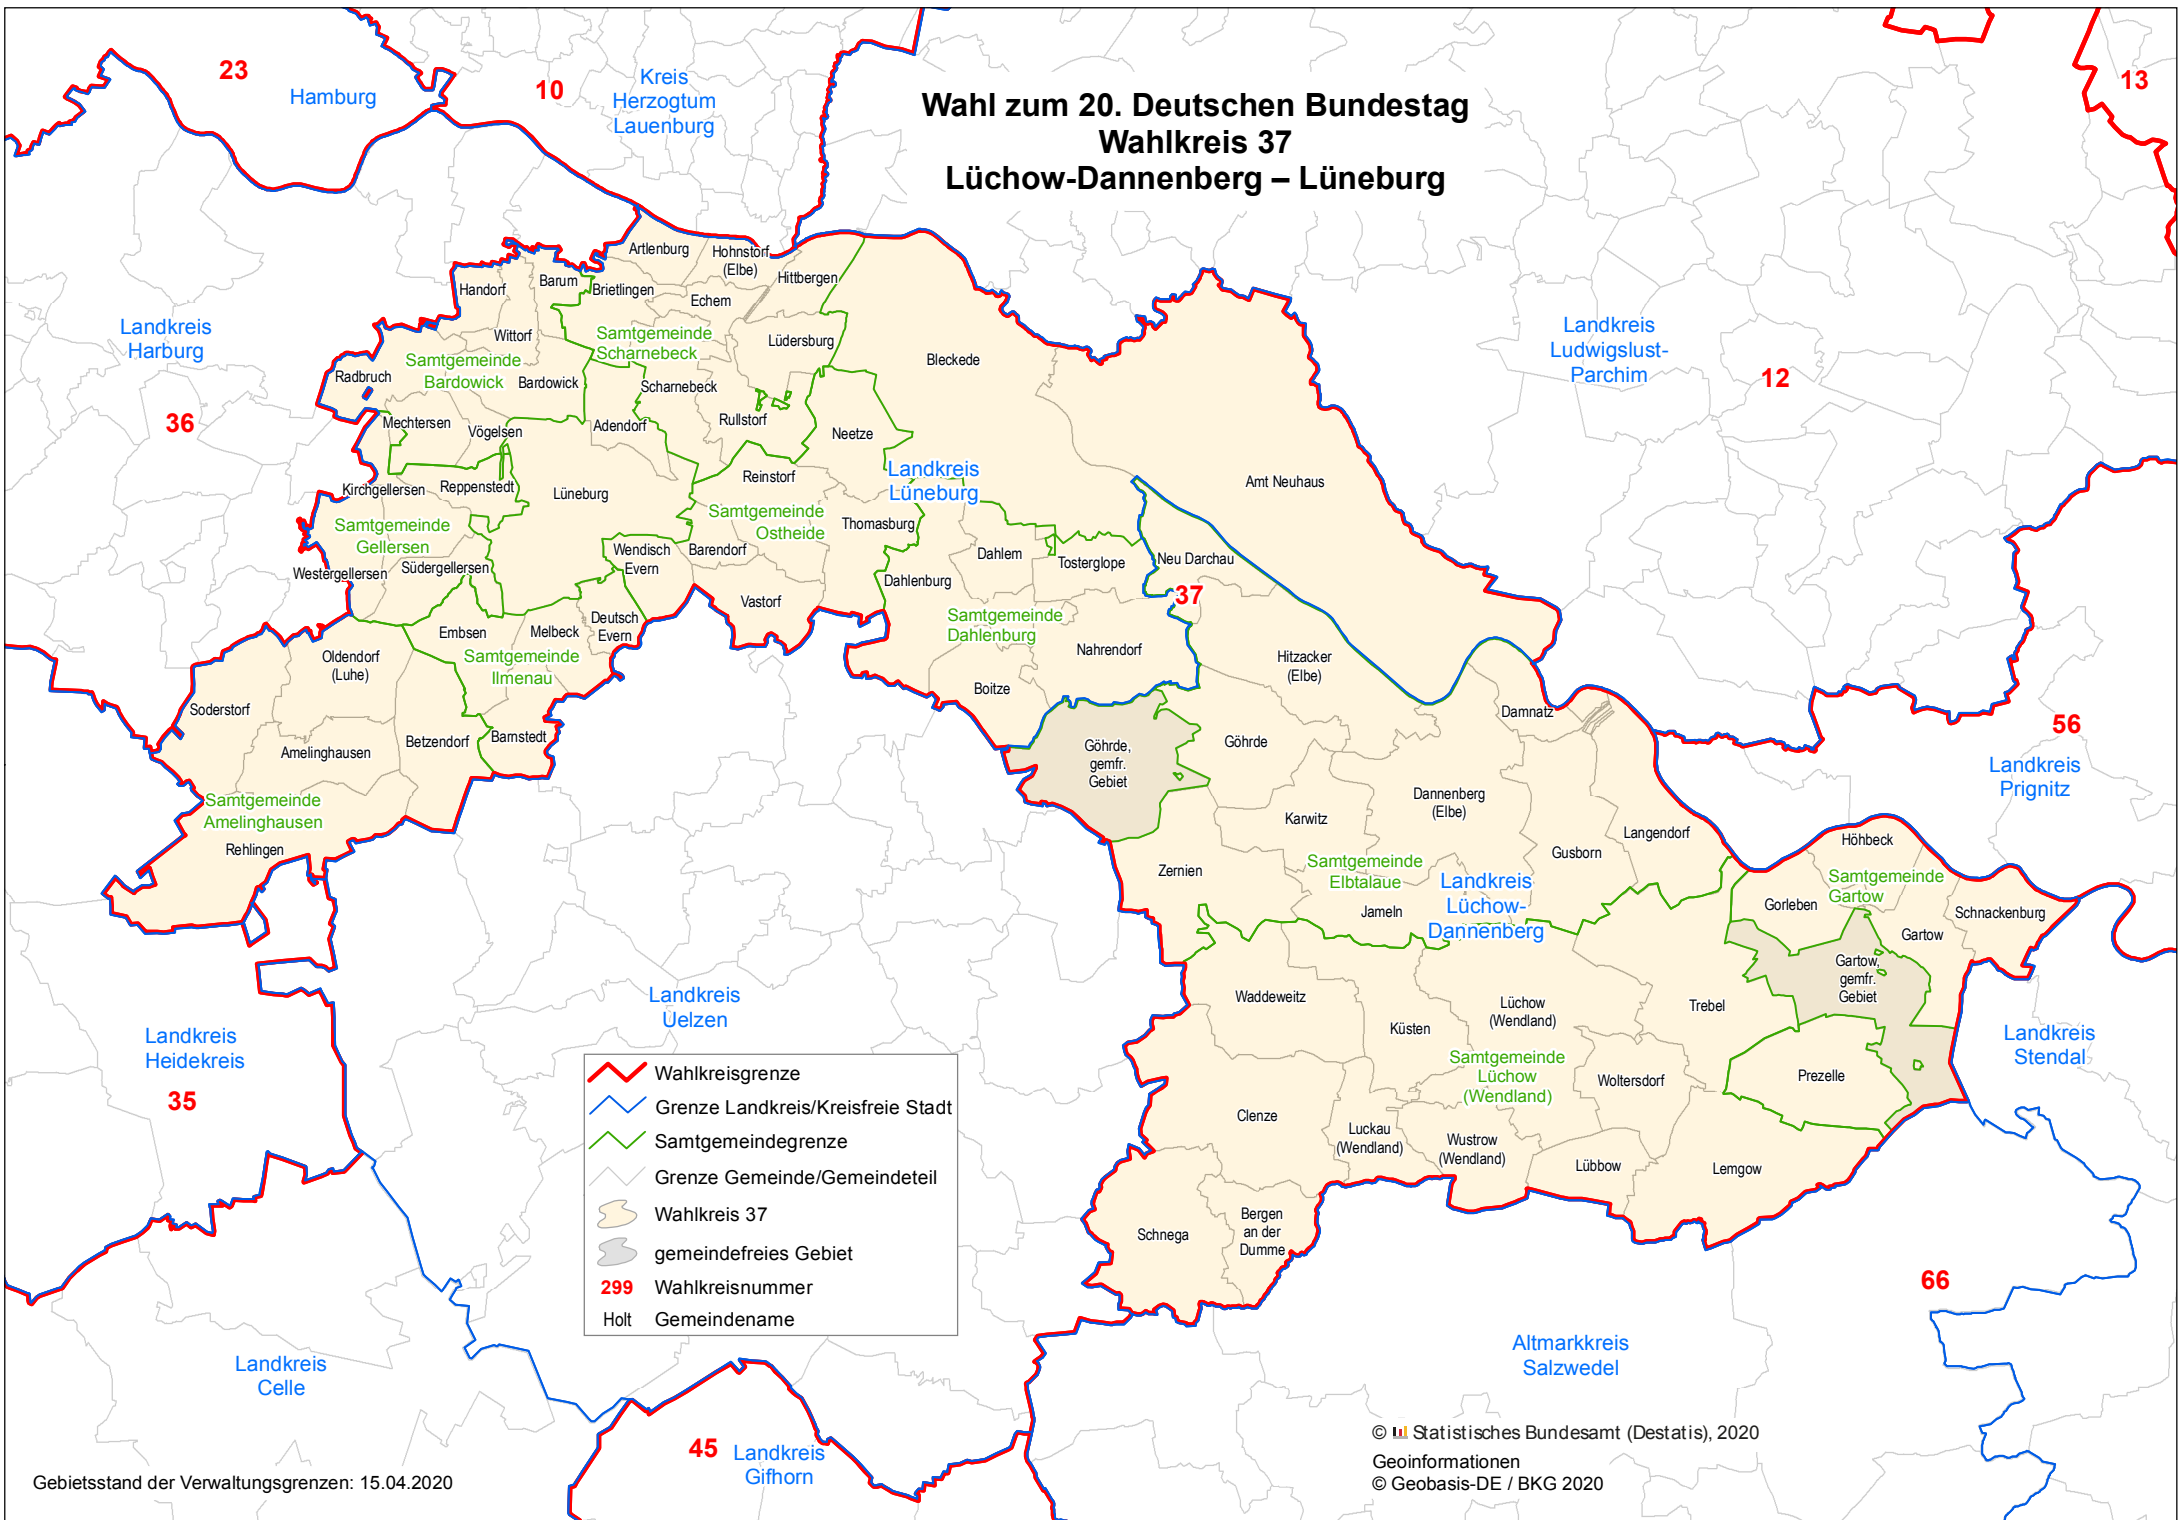 Wahl zum 20. Deutschen Bundestag
Wahlkreis 37
Lüchow-Dannenberg – Lüneburg
23
Hamburg
10
Kreis
Herzogtum
Lauenburg
13
Landkreis
Harburg
36
Landkreis
Ludwigslust-
Parchim
12
Artlenburg
Hohnstorf
(Elbe)
Hittbergen
Handorf
Barum
Brietlingen
Echem
Wittorf
Samtgemeinde
Scharnebeck
Lüdersburg
Samtgemeinde
Bardowick
Radbruch
Bardowick
Scharnebeck
Bleckede
Mechtersen
Vögelsen
Adendorf
Rullstorf
Neetze
Landkreis
Lüneburg
Amt Neuhaus
Kirchgellersen
Reppenstedt
Lüneburg
Reinstorf
Samtgemeinde
Ostheide
Thomasburg
Samtgemeinde
Gellersen
Westergellersen
Südergellersen
Wendisch
Evern
Barendorf
Vastorf
Dahlem
Tosterglope
Neu Darchau
37
Dahlenburg
Samtgemeinde
Dahlenburg
Nahrendorf
Boitze
Embsen
Melbeck
Deutsch
Evern
Samtgemeinde
Ilmenau
Oldendorf
(Luhe)
Soderstorf
Amelinghausen
Betzendorf
Barnstedt
Samtgemeinde
Amelinghausen
Rehlingen
Hitzacker
(Elbe)
Damnatz
Göhrde,
gemfr.
Gebiet
Göhrde
Dannenberg
(Elbe)
Karwitz
Zernien
Samtgemeinde
Elbtalaue
Jameln
Gusborn
Langendorf
Landkreis
Lüchow-
Dannenberg
56
Landkreis
Prignitz
Höhbeck
Samtgemeinde
Gartow
Gorleben
Schnackenburg
Gartow
Gartow,
gemfr.
Gebiet
Waddeweitz
Küsten
Lüchow
(Wendland)
Trebel
Samtgemeinde
Lüchow
(Wendland)
Woltersdorf
Prezelle
Clenze
Luckau
(Wendland)
Wustrow
(Wendland)
Lübbow
Lemgow
Schnega
Bergen
an der
Dumme
Landkreis
Stendal
66
Altmarkkreis
Salzwedel
Landkreis
Uelzen
Landkreis
Heidekreis
35
Landkreis
Celle
45
Landkreis
Gifhorn
Wahlkreisgrenze
Grenze Landkreis/Kreisfreie Stadt
Samtgemeindegrenze
Grenze Gemeinde/Gemeindeteil
Wahlkreis 37
gemeindefreies Gebiet
299 Wahlkreisnummer
Holt Gemeindename
Gebietsstand der Verwaltungsgrenzen: 15.04.2020
© Statistisches Bundesamt (Destatis), 2020
Geoinformationen
© Geobasis-DE / BKG 2020